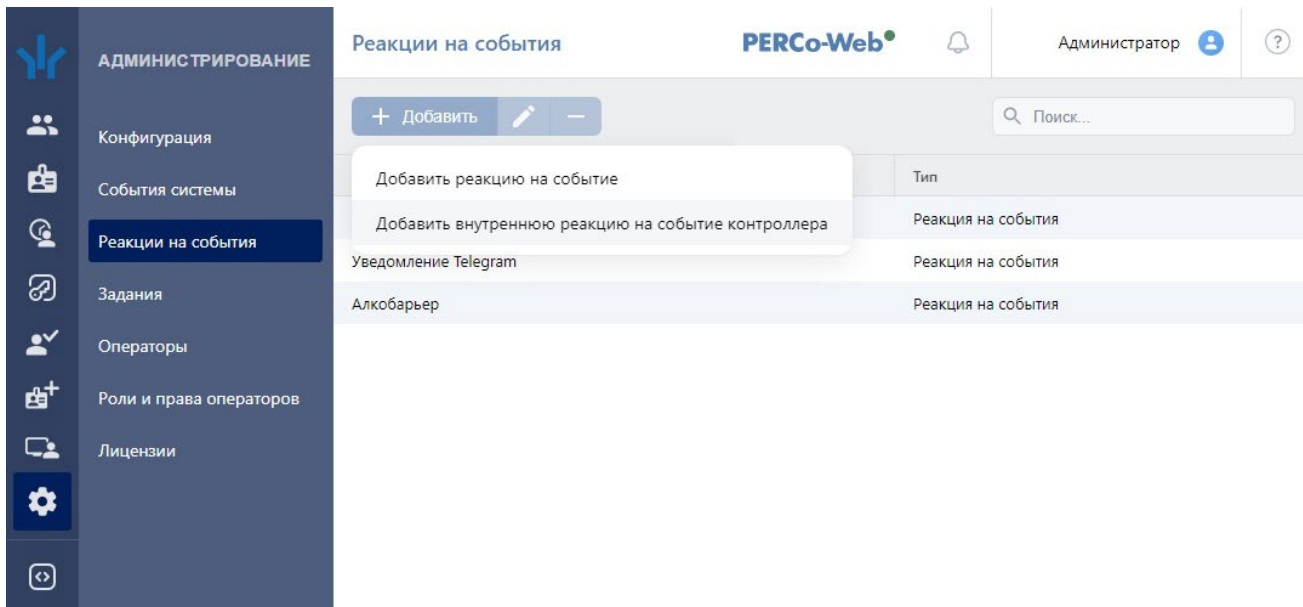 АДМИНИСТРИРОВАНИЕ
Конфигурация
События системы
Реакции на события
Задания
Операторы
Роли и права операторов
Лицензии
Реакции на события
PERCo-Web
Администратор
?
+ Добавить
Поиск...
Добавить реакцию на событие
Добавить внутреннюю реакцию на событие контроллера
Тип
Реакция на события
Уведомление Telegram Реакция на события
Алкобарьер Реакция на события